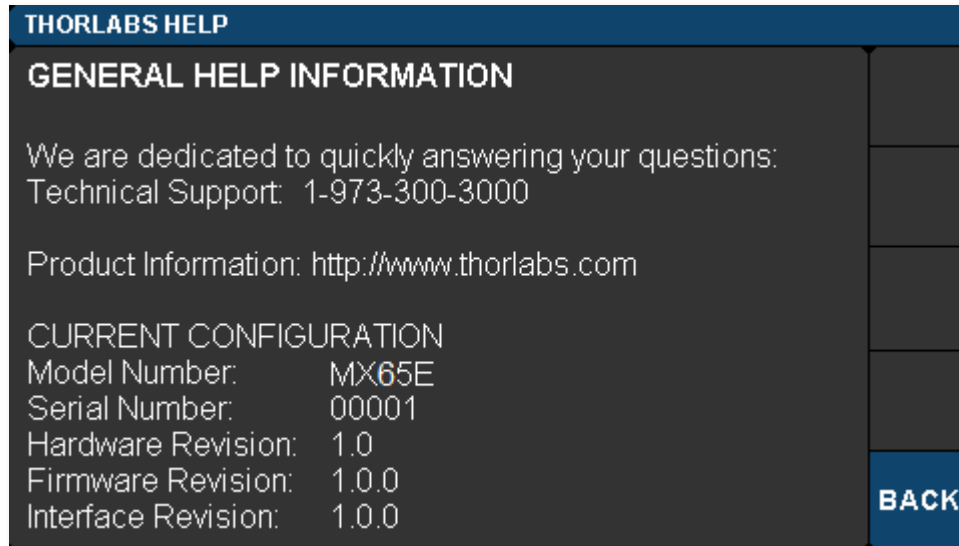 THORLABS HELP
GENERAL HELP INFORMATION
We are dedicated to quickly answering your questions:
Technical Support: 1-973-300-3000
Product Information: http://www.thorlabs.com
CURRENT CONFIGURATION
Model Number: MX65E
Serial Number: 00001
Hardware Revision: 1.0
Firmware Revision: 1.0.0
Interface Revision: 1.0.0
BACK